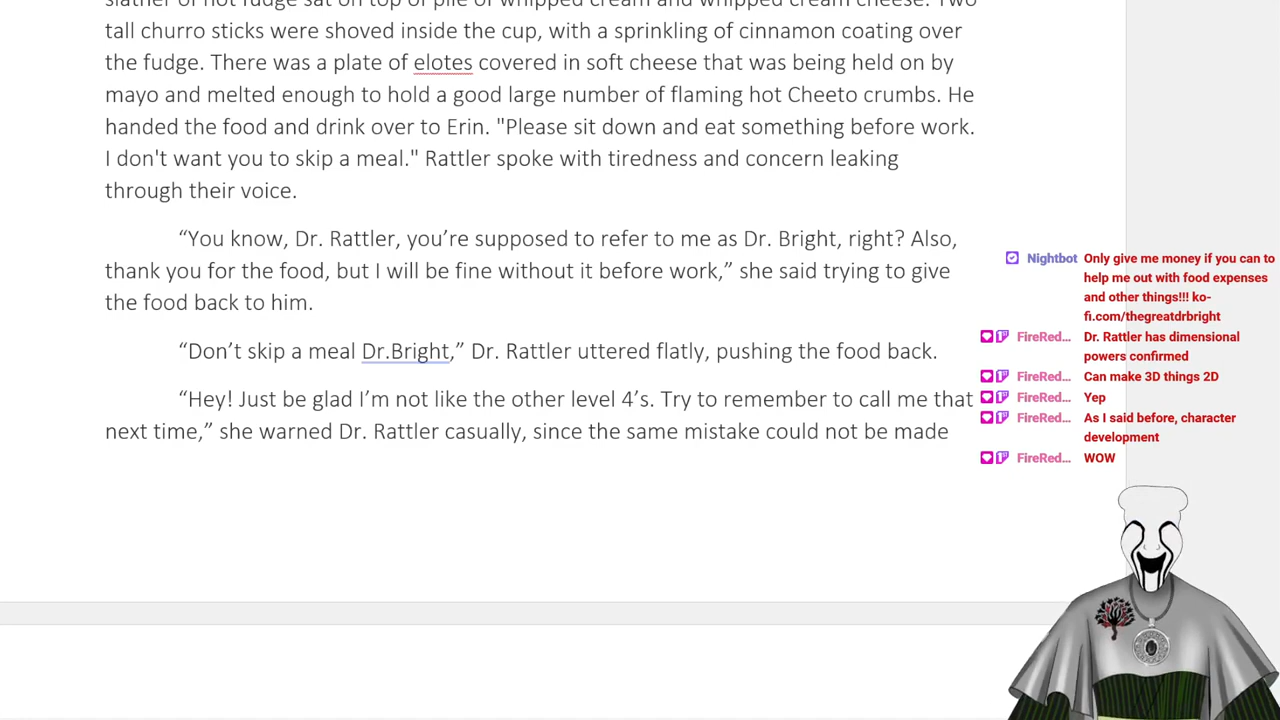 slather of hot fudge sat on top of pile of whipped cream and whipped cream cheese. Two
tall churro sticks were shoved inside the cup, with a sprinkling of cinnamon coating over
the fudge. There was a plate of elotes covered in soft cheese that was being held on by
mayo and melted enough to hold a good large number of flaming hot Cheeto crumbs. He
handed the food and drink over to Erin. "Please sit down and eat something before work.
I don't want you to skip a meal." Rattler spoke with tiredness and concern leaking
through their voice.
“You know, Dr. Rattler, you’re supposed to refer to me as Dr. Bright, right? Also,
thank you for the food, but I will be fine without it before work,” she said trying to give
the food back to him.
“Don’t skip a meal Dr.Bright,” Dr. Rattler uttered flatly, pushing the food back.
“Hey! Just be glad I’m not like the other level 4’s. Try to remember to call me that
next time,” she warned Dr. Rattler casually, since the same mistake could not be made
Nightbot Only give me money if you can to
help me out with food expenses
and other things!!! ko-
fi.com/thegreatdrbright
FireRed... Dr. Rattler has dimensional
powers confirmed
FireRed... Can make 3D things 2D
FireRed... Yep
FireRed... As I said before, character
development
FireRed... WOW